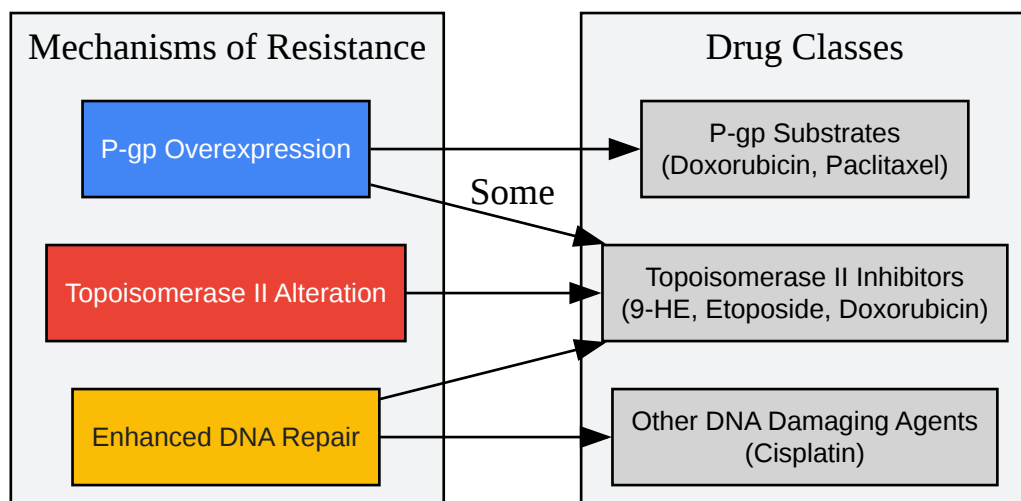 Mechanisms of Resistance
P-gp Overexpression
Topoisomerase II Alteration
Enhanced DNA Repair
Some
Drug Classes
P-gp Substrates
(Doxorubicin, Paclitaxel)
Topoisomerase II Inhibitors
(9-HE, Etoposide, Doxorubicin)
Other DNA Damaging Agents
(Cisplatin)